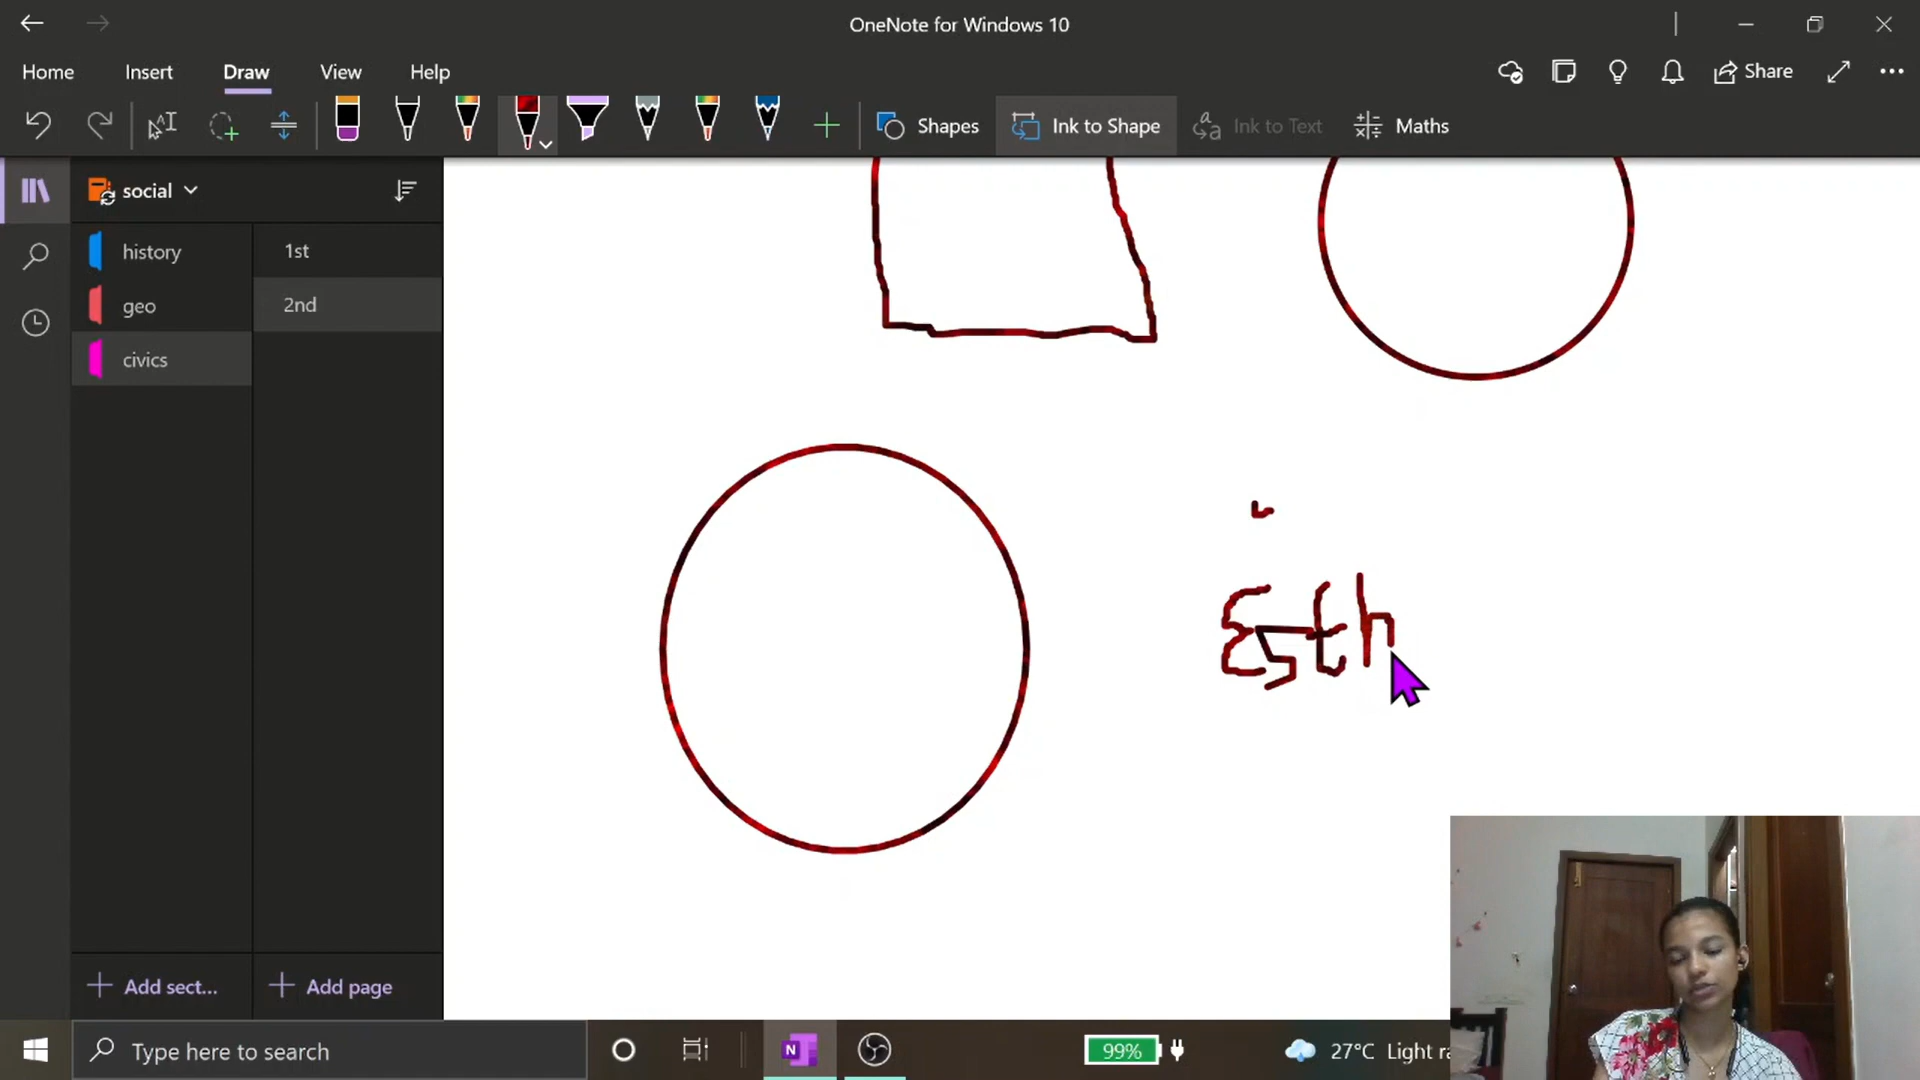 OneNote for Windows 10
Home Insert Draw View Help Share
Shapes Ink to Shape Ink to Text Maths
social
history 1st
geo 2nd
civics
Esth
Add sect... Add page
Type here to search 99% 27°C Light ra